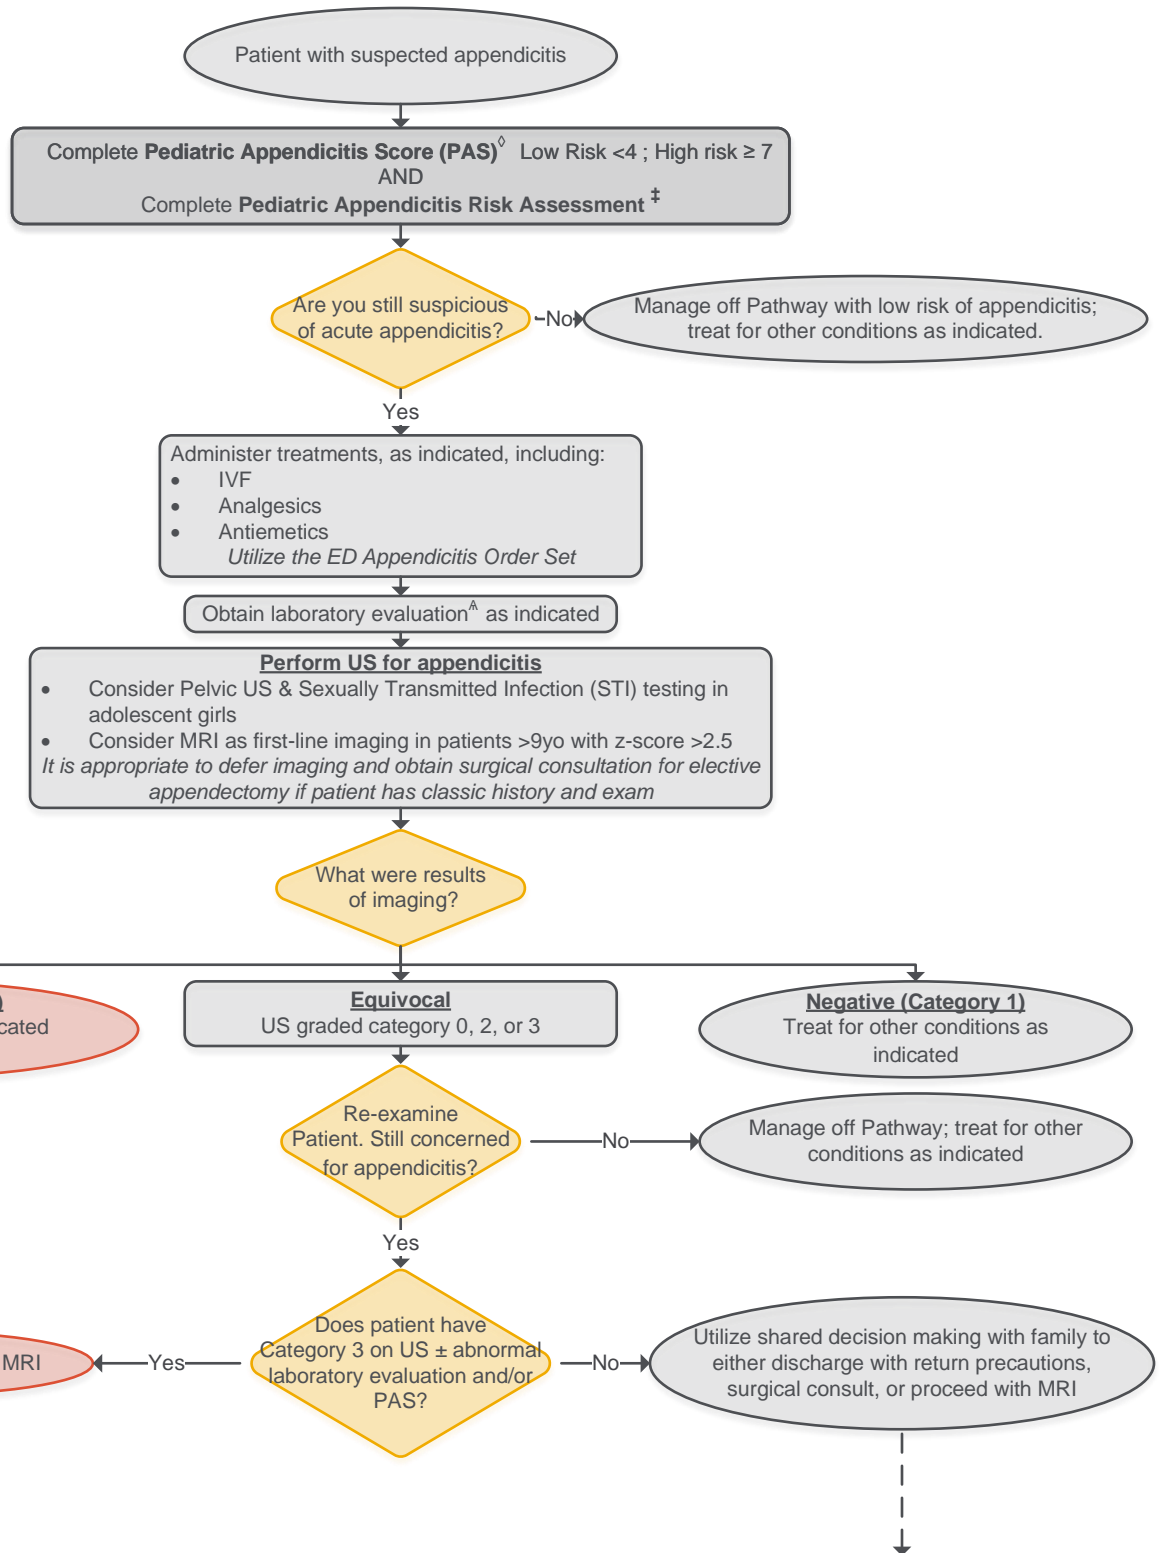 Patient with suspected appendicitis
Complete Pediatric Appendicitis Score (PAS)◊ Low Risk <4 ; High risk ≥ 7
AND
Complete Pediatric Appendicitis Risk Assessment ‡
Are you still suspicious
of acute appendicitis?
No
Manage off Pathway with low risk of appendicitis;
treat for other conditions as indicated.
Yes
Administer treatments, as indicated, including:
• IVF
• Analgesics
• Antiemetics
Utilize the ED Appendicitis Order Set
Obtain laboratory evaluation as indicated
Perform US for appendicitis
• Consider Pelvic US & Sexually Transmitted Infection (STI) testing in
adolescent girls
• Consider MRI as first-line imaging in patients >9yo with z-score >2.5
It is appropriate to defer imaging and obtain surgical consultation for elective
appendectomy if patient has classic history and exam
What were results
of imaging?
)
cated
Equivocal
US graded category 0, 2, or 3
Negative (Category 1)
Treat for other conditions as
indicated
Re-examine
Patient. Still concerned
for appendicitis?
No
Manage off Pathway; treat for other
conditions as indicated
Yes
MRI
Yes
Does patient have
Category 3 on US ± abnormal
laboratory evaluation and/or
PAS?
No
Utilize shared decision making with family to
either discharge with return precautions,
surgical consult, or proceed with MRI